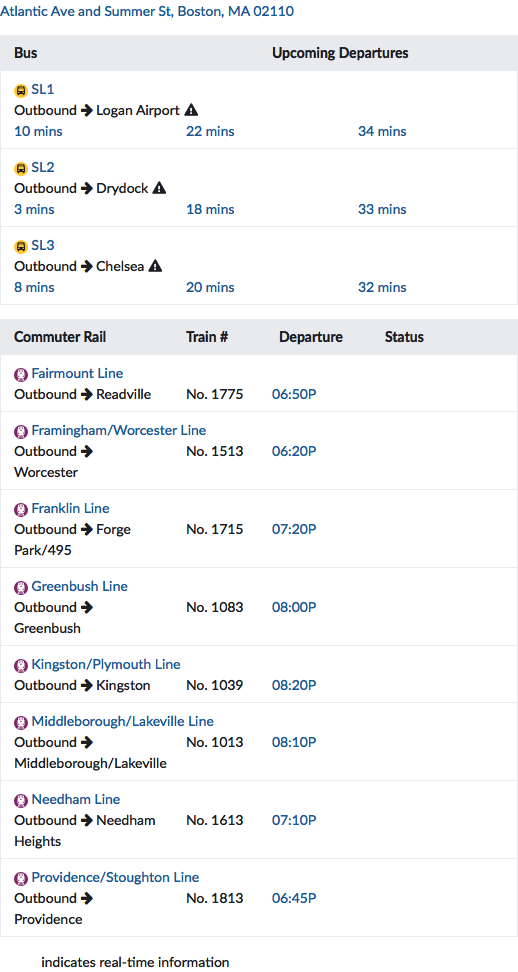 Atlantic Ave and Summer St, Boston, MA 02110
Bus Upcoming Departures
SL1
Outbound → Logan Airport
10 mins 22 mins 34 mins
SL2
Outbound → Drydock
3 mins 18 mins 33 mins
SL3
Outbound → Chelsea
8 mins 20 mins 32 mins
Commuter Rail Train # Departure Status
Fairmount Line
Outbound → Readville No. 1775 06:50P
Framingham/Worcester Line
Outbound → No. 1513 06:20P
Worcester
Franklin Line
Outbound → Forge No. 1715 07:20P
Park/495
Greenbush Line
Outbound → No. 1083 08:00P
Greenbush
Kingston/Plymouth Line
Outbound → Kingston No. 1039 08:20P
Middleborough/Lakeville Line
Outbound → No. 1013 08:10P
Middleborough/Lakeville
Needham Line
Outbound → Needham No. 1613 07:10P
Heights
Providence/Stoughton Line
Outbound → No. 1813 06:45P
Providence
indicates real-time information